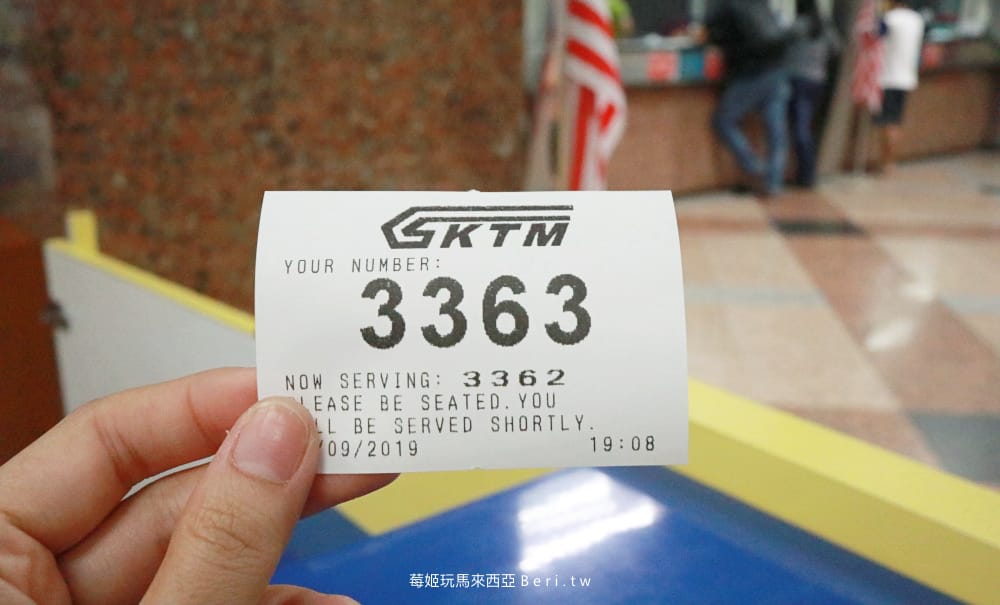 KTM
YOUR NUMBER:
3363
NOW SERVING: 3362
LEASE BE SEATED.YOU
LL BE SERVED SHORTLY.
/09/2019 19:08
莓姬玩馬來西亞 Beri.tw